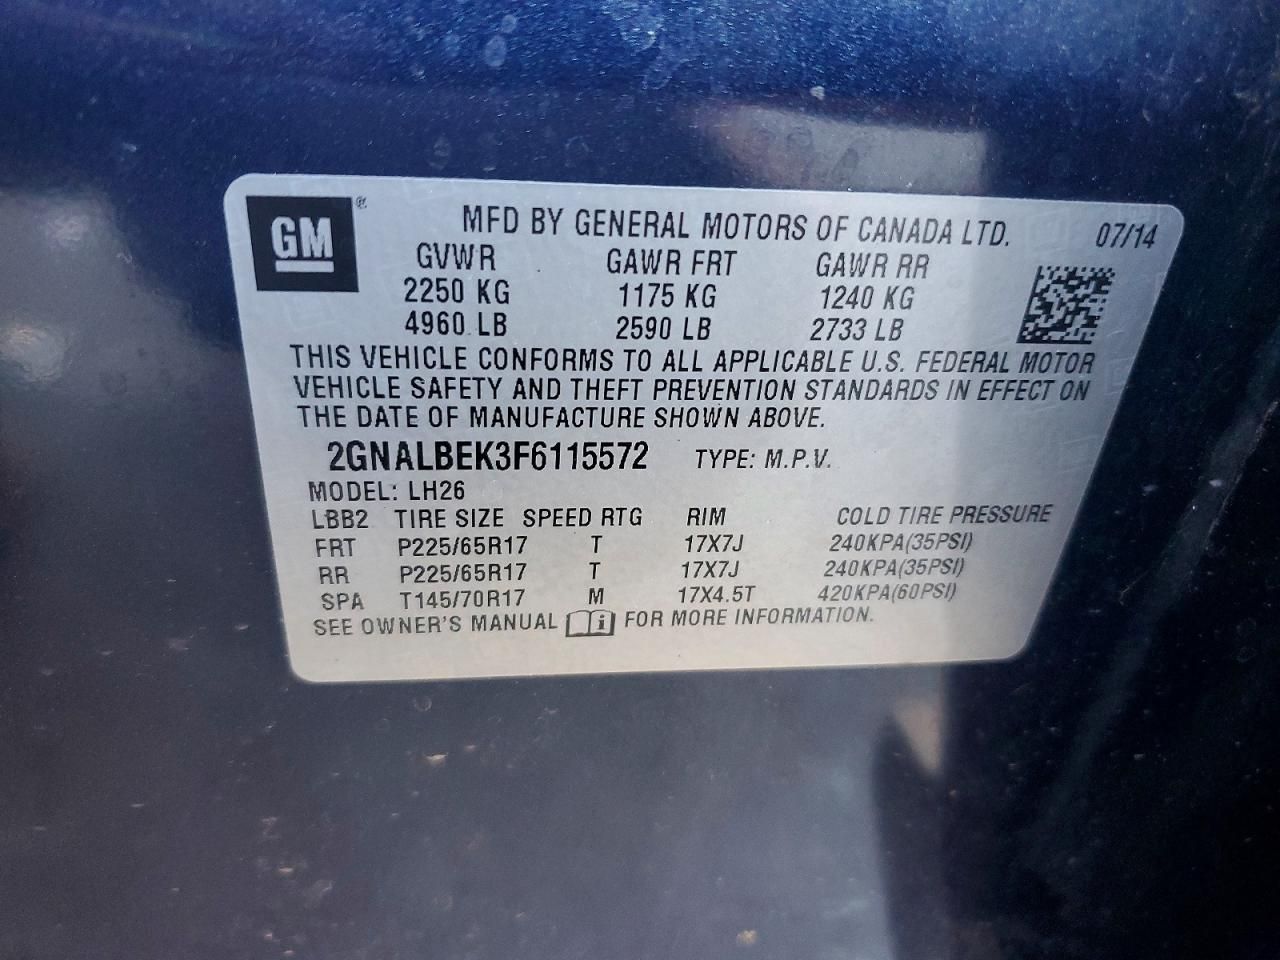 GM® MFD BY GENERAL MOTORS OF CANADA LTD. 07/14
GVWR GAWR FRT GAWR RR
2250 KG 1175 KG 1240 KG
4960 LB 2590 LB 2733 LB
THIS VEHICLE CONFORMS TO ALL APPLICABLE U.S. FEDERAL MOTOR
VEHICLE SAFETY AND THEFT PREVENTION STANDARDS IN EFFECT ON
THE DATE OF MANUFACTURE SHOWN ABOVE.
2GNALBEK3F6115572 TYPE: M.P.V.
MODEL: LH26
LBB2 TIRE SIZE SPEED RTG RIM COLD TIRE PRESSURE
FRT P225/65R17 T 17X7J 240KPA(35PSI)
RR P225/65R17 T 17X7J 240KPA(35PSI)
SPA T145/70R17 M 17X4.5T 420KPA(60PSI)
SEE OWNER'S MANUAL i FOR MORE INFORMATION.